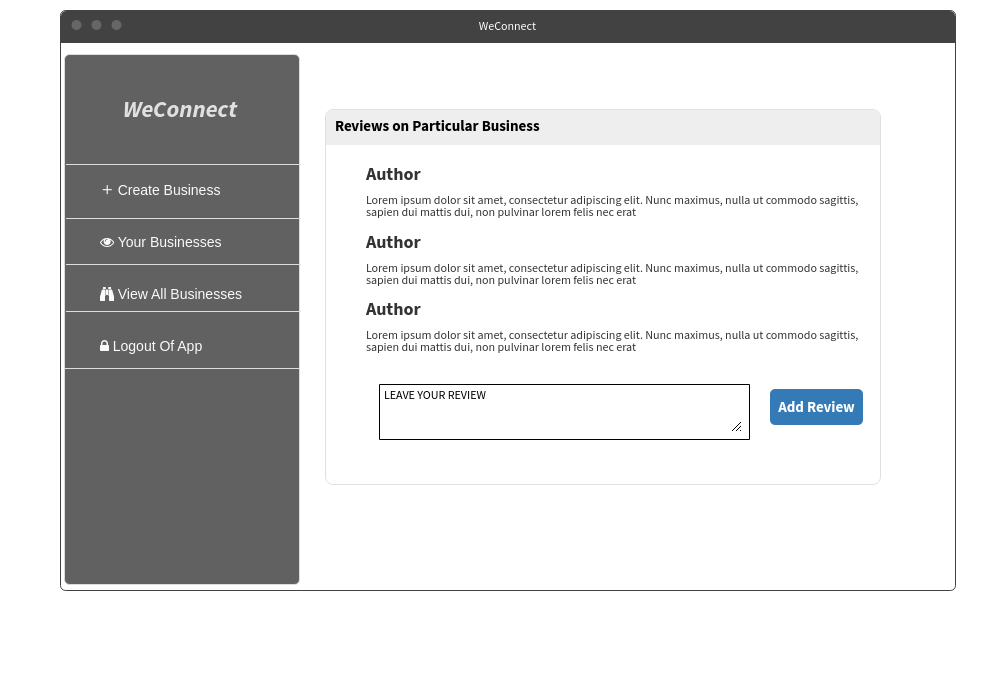 WeConnect
WeConnect
Create Business
Your Businesses
View All Businesses
Logout Of App
Reviews on Particular Business
Author
Lorem ipsum dolor sit amet, consectetur adipiscing elit. Nunc maximus, nulla ut commodo sagittis,
sapien dui mattis dui, non pulvinar lorem felis nec erat
Author
Lorem ipsum dolor sit amet, consectetur adipiscing elit. Nunc maximus, nulla ut commodo sagittis,
sapien dui mattis dui, non pulvinar lorem felis nec erat
Author
Lorem ipsum dolor sit amet, consectetur adipiscing elit. Nunc maximus, nulla ut commodo sagittis,
sapien dui mattis dui, non pulvinar lorem felis nec erat
LEAVE YOUR REVIEW
Add Review